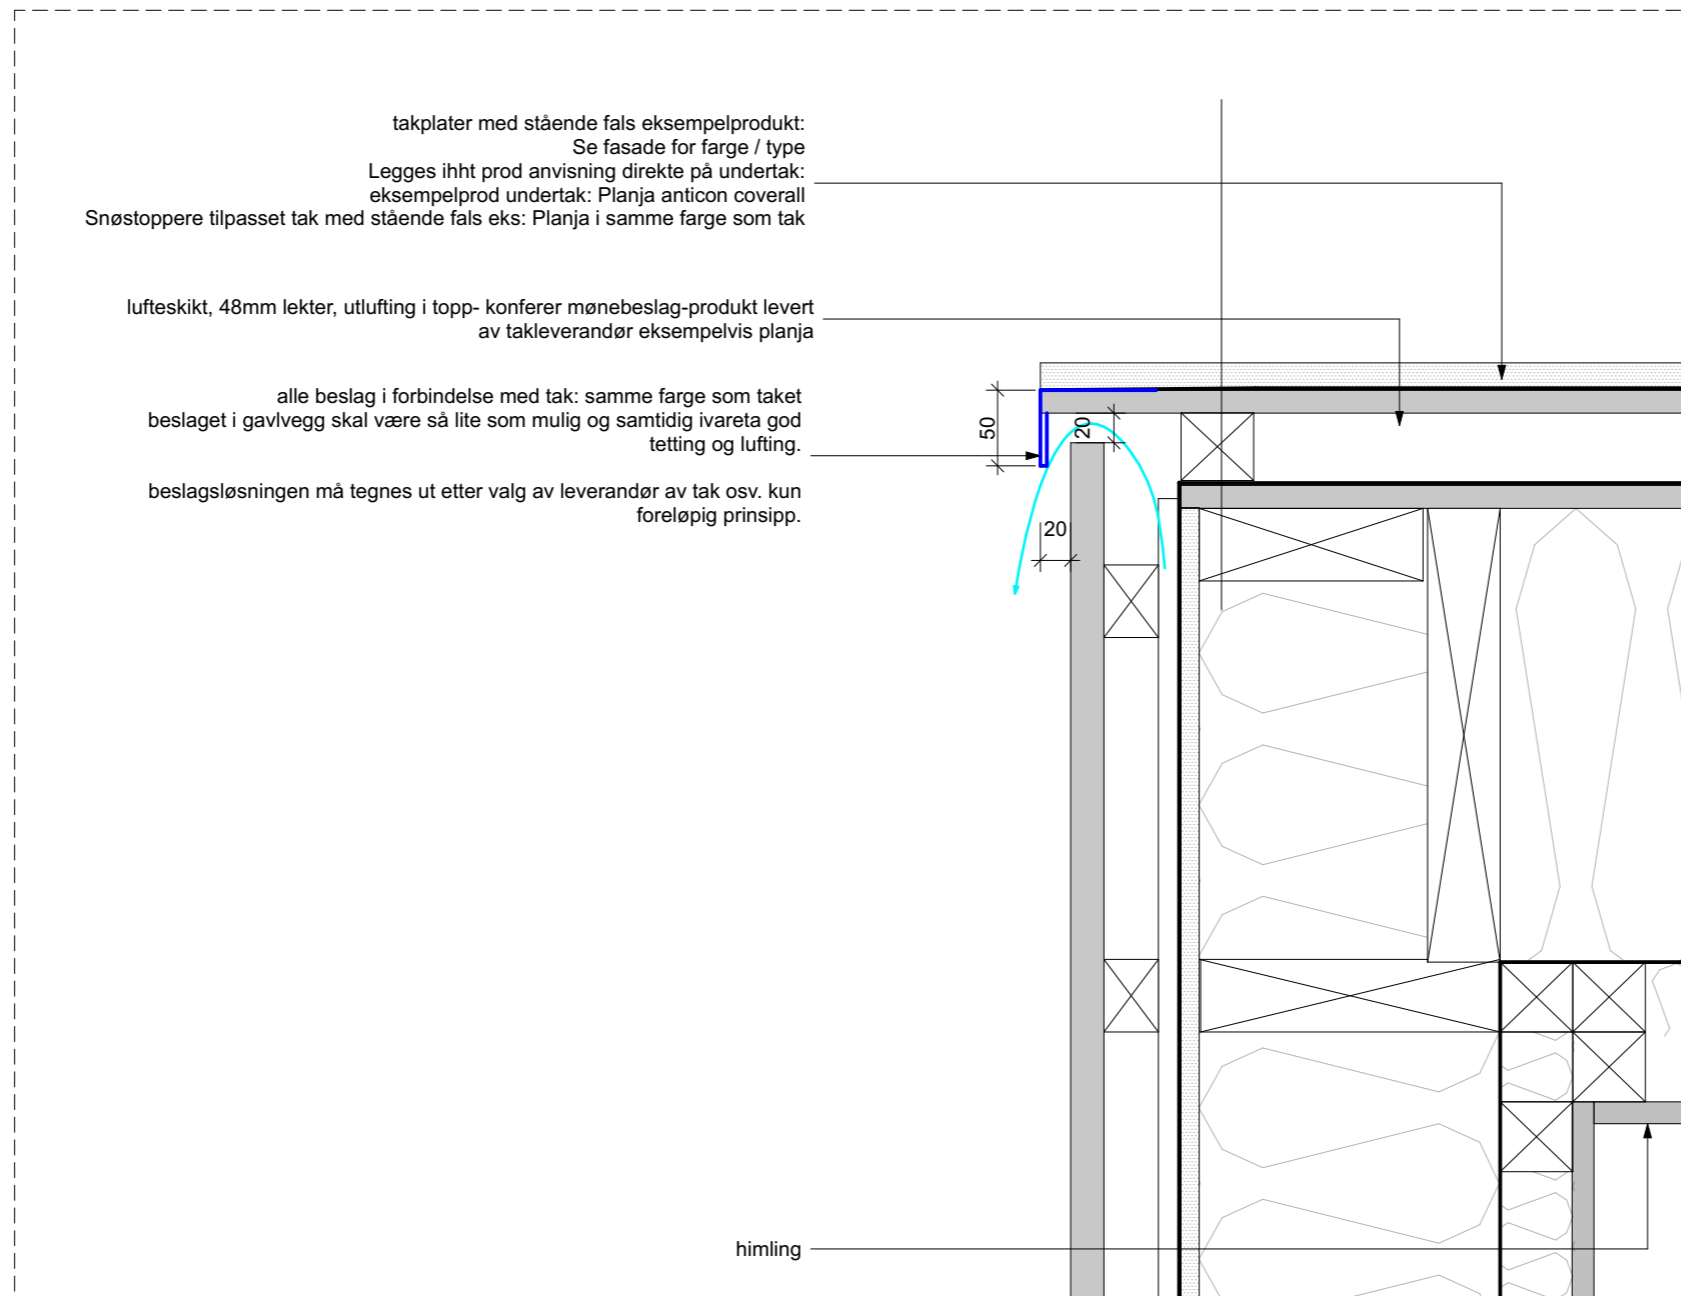 takplater med stående fals eksempelprodukt:
Se fasade for farge / type
Legges ihht prod anvisning direkte på undertak:
eksempelprod undertak: Planja anticon coverall
Snøstoppere tilpasset tak med stående fals eks: Planja i samme farge som tak
lufteskikt, 48mm lekter, utlufting i topp- konferer mønebeslag-produkt levert
av takleverandør eksempelvis planja
alle beslag i forbindelse med tak: samme farge som taket
beslaget i gavlvegg skal være så lite som mulig og samtidig ivareta god
tetting og lufting.
beslagsløsningen må tegnes ut etter valg av leverandør av tak osv. kun
foreløpig prinsipp.
50
20
20
himling